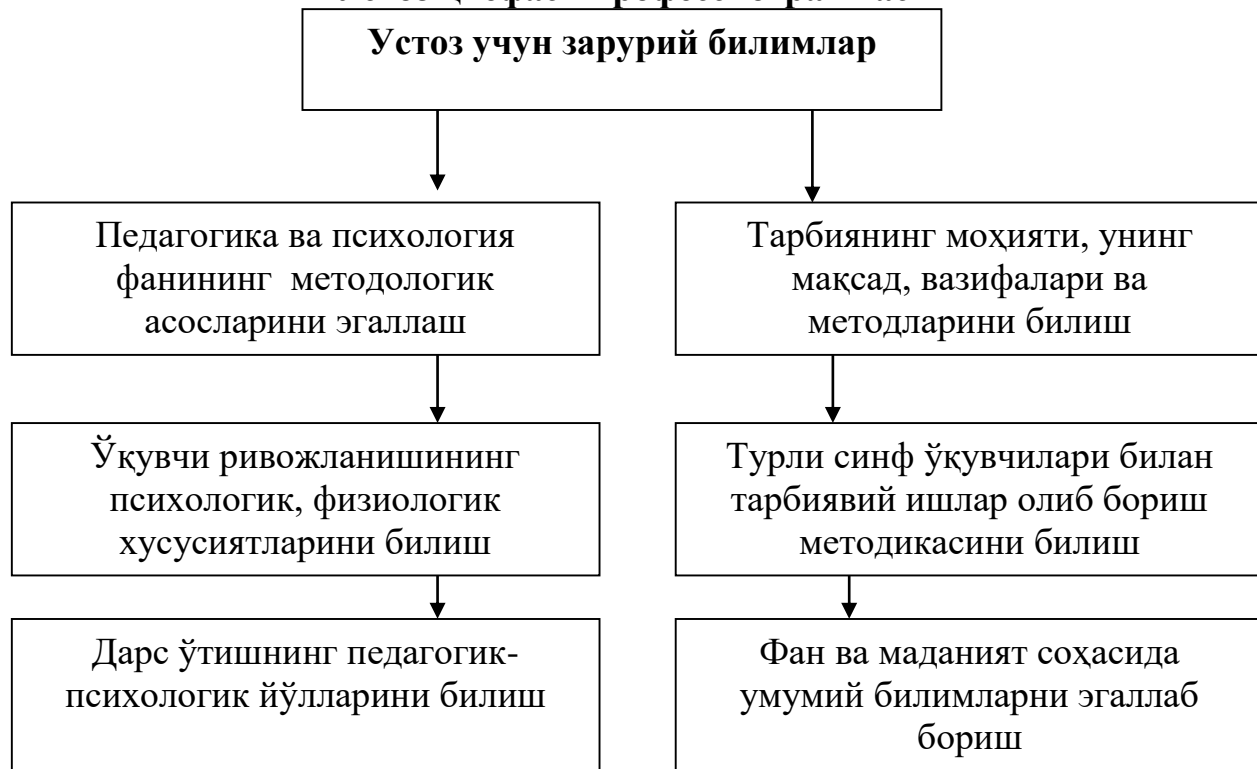 Устоз учун зарурий билимлар
Педагогика ва психология
фанининг методологик
асосларини эгаллаш
Ўқувчи ривожланишининг
психологик, физиологик
хусусиятларини билиш
Дарс ўтишнинг педагогик-
психологик йўлларини билиш
Тарбиянинг моҳияти, унинг
мақсад, вазифалари ва
методларини билиш
Турли синф ўқувчилари билан
тарбиявий ишлар олиб бориш
методикасини билиш
Фан ва маданият соҳасида
умумий билимларни эгаллаб
бориш